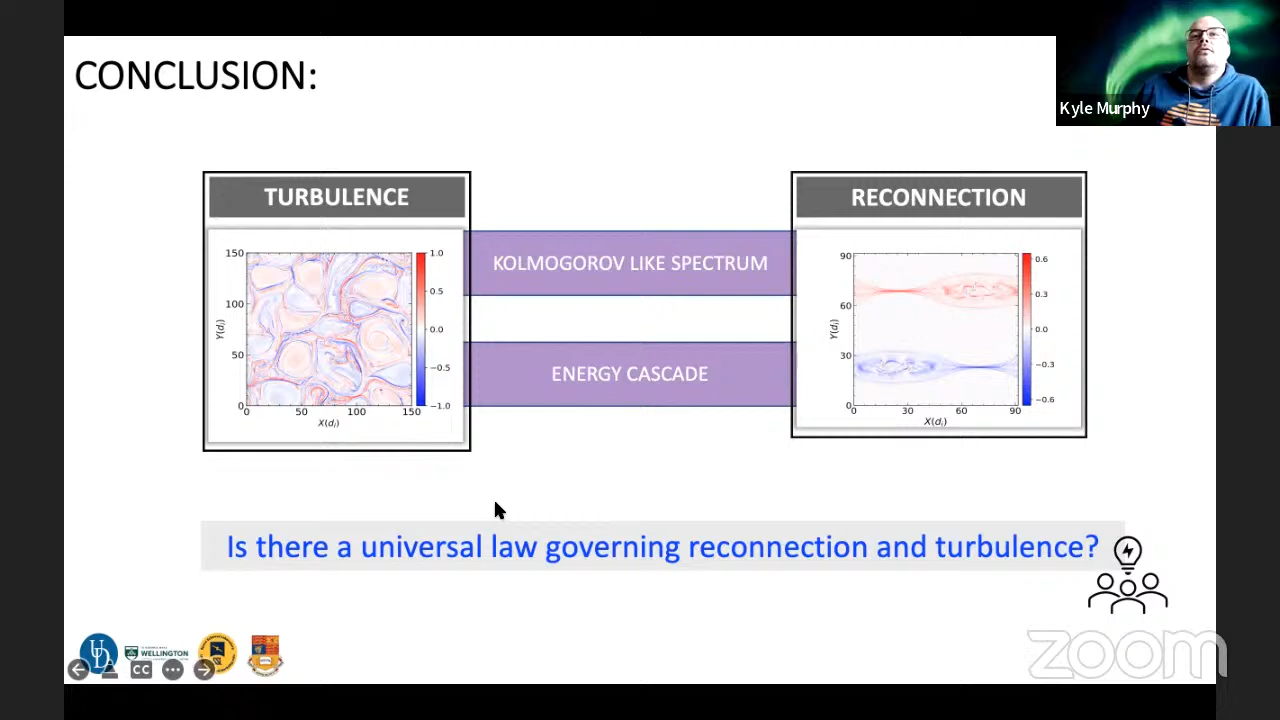 CONCLUSION:
Kyle Murphy
TURBULENCE
150
100
50
0
0
50
100
150
Y(di)
X(di)
1.0
0.5
0.0
−0.5
−1.0
KOLMOGOROV LIKE SPECTRUM
ENERGY CASCADE
RECONNECTION
90
60
30
0
0
30
60
90
Y(di)
X(di)
0.6
0.3
0.0
−0.3
−0.6
Is there a universal law governing reconnection and turbulence?
WELLINGTON
CC
zoom